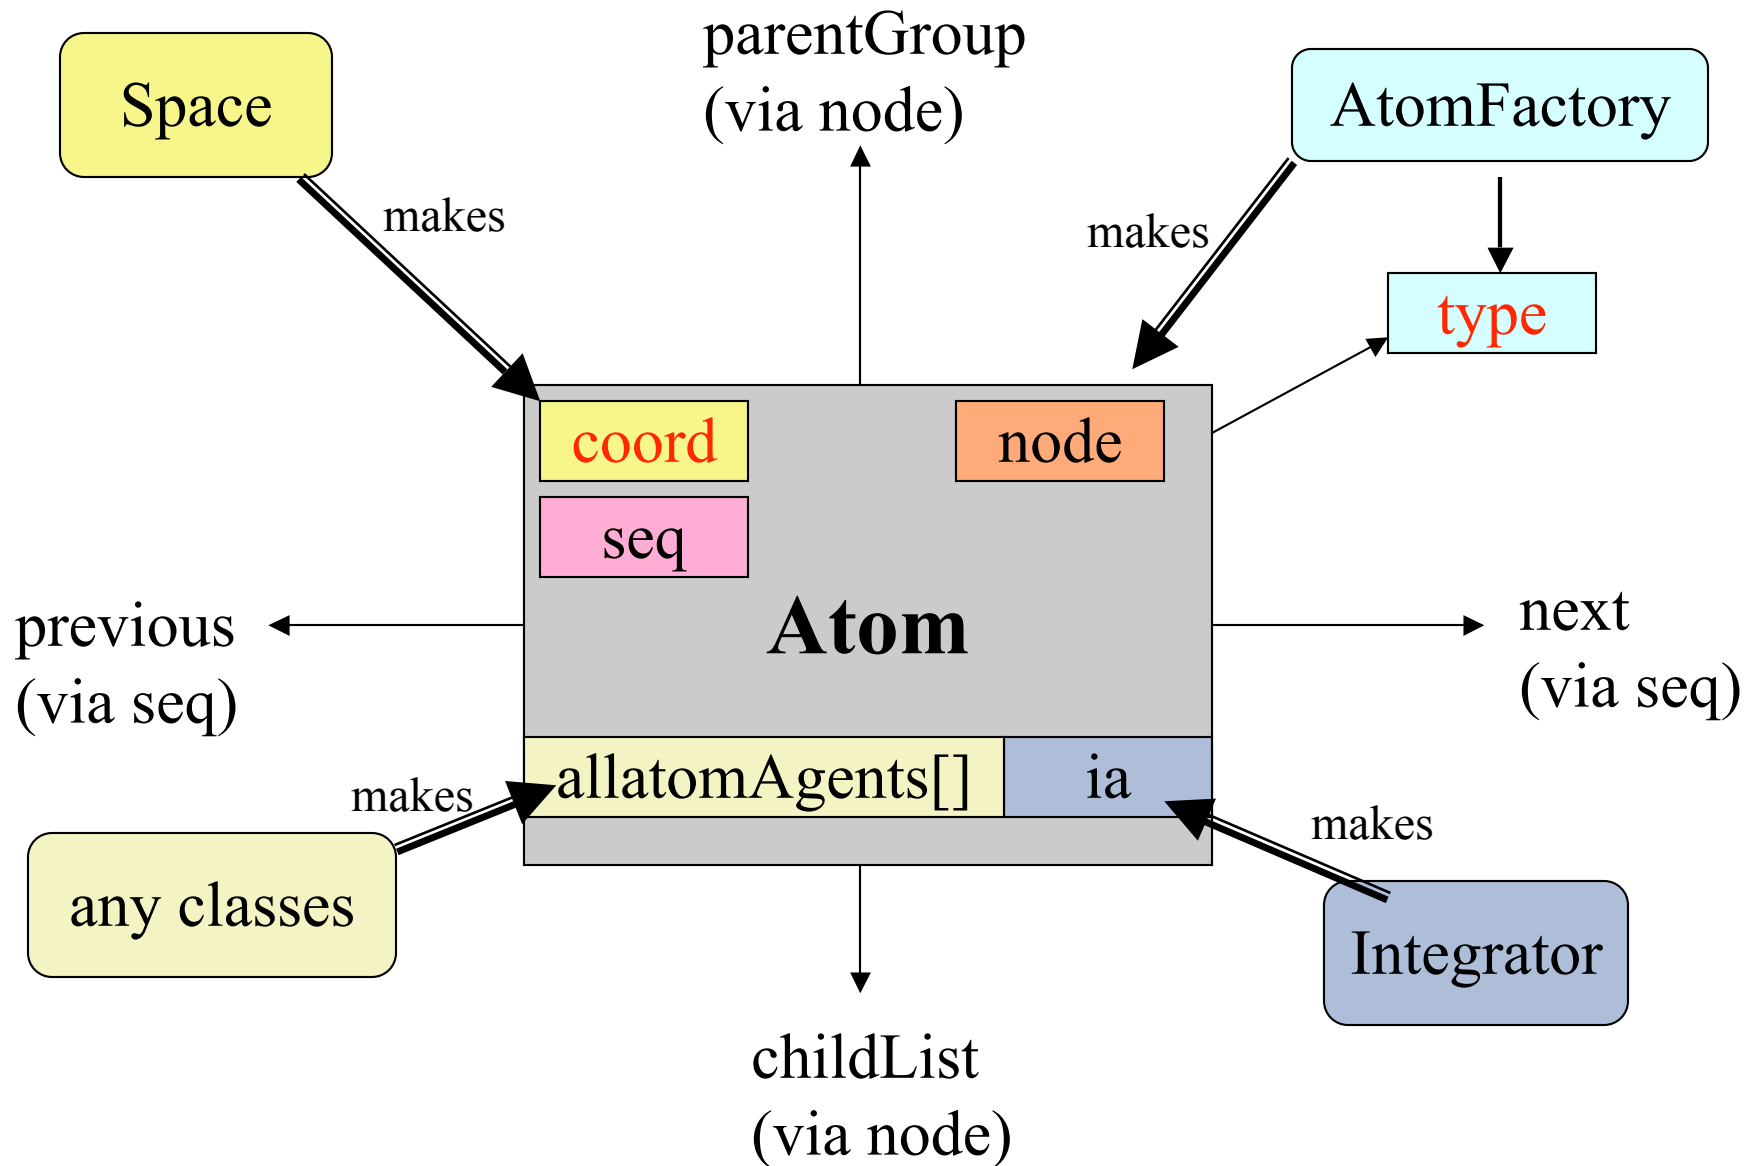 parentGroup
(via node)
Space
AtomFactory
makes
makes
type
coord
node
seq
Atom
previous
(via seq)
next
(via seq)
allatomAgents[]
ia
makes
makes
any classes
Integrator
childList
(via node)